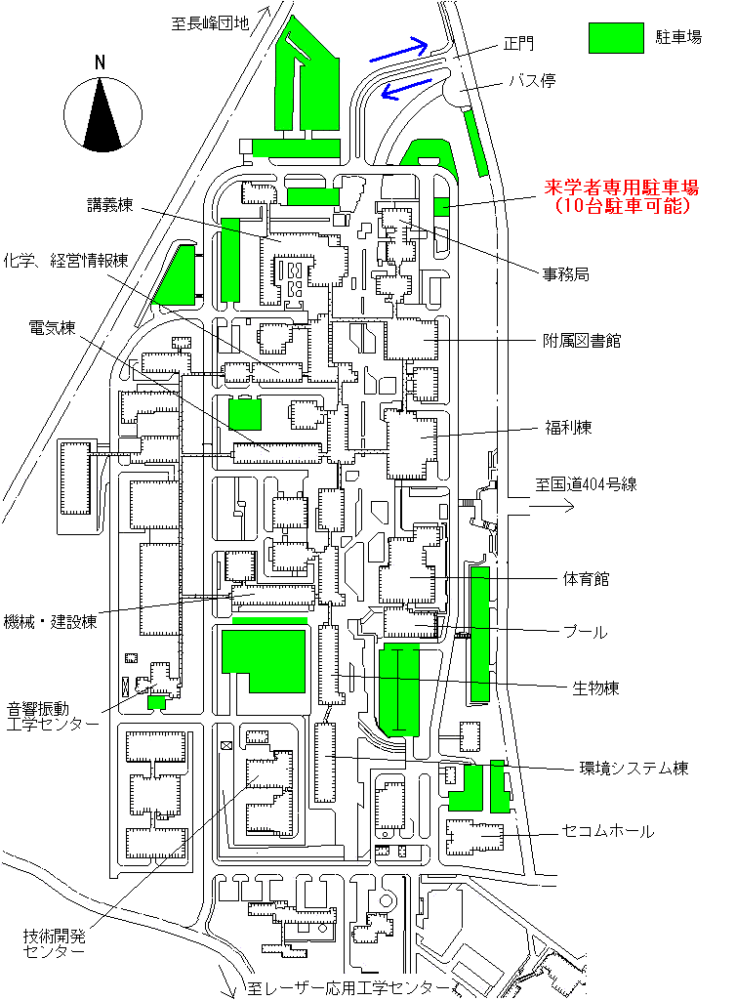 至長峰団地
正門
駐車場
N
バス停
来学者専用駐車場
(10台駐車可能)
講義棟
化学、経営情報棟
事務局
電気棟
附属図書館
福利棟
至国道404号線
体育館
機械・建設棟
プール
生物棟
音響振動
工学センター
環境システム棟
セコムホール
技術開発
センター
至レーザー応用工学センター